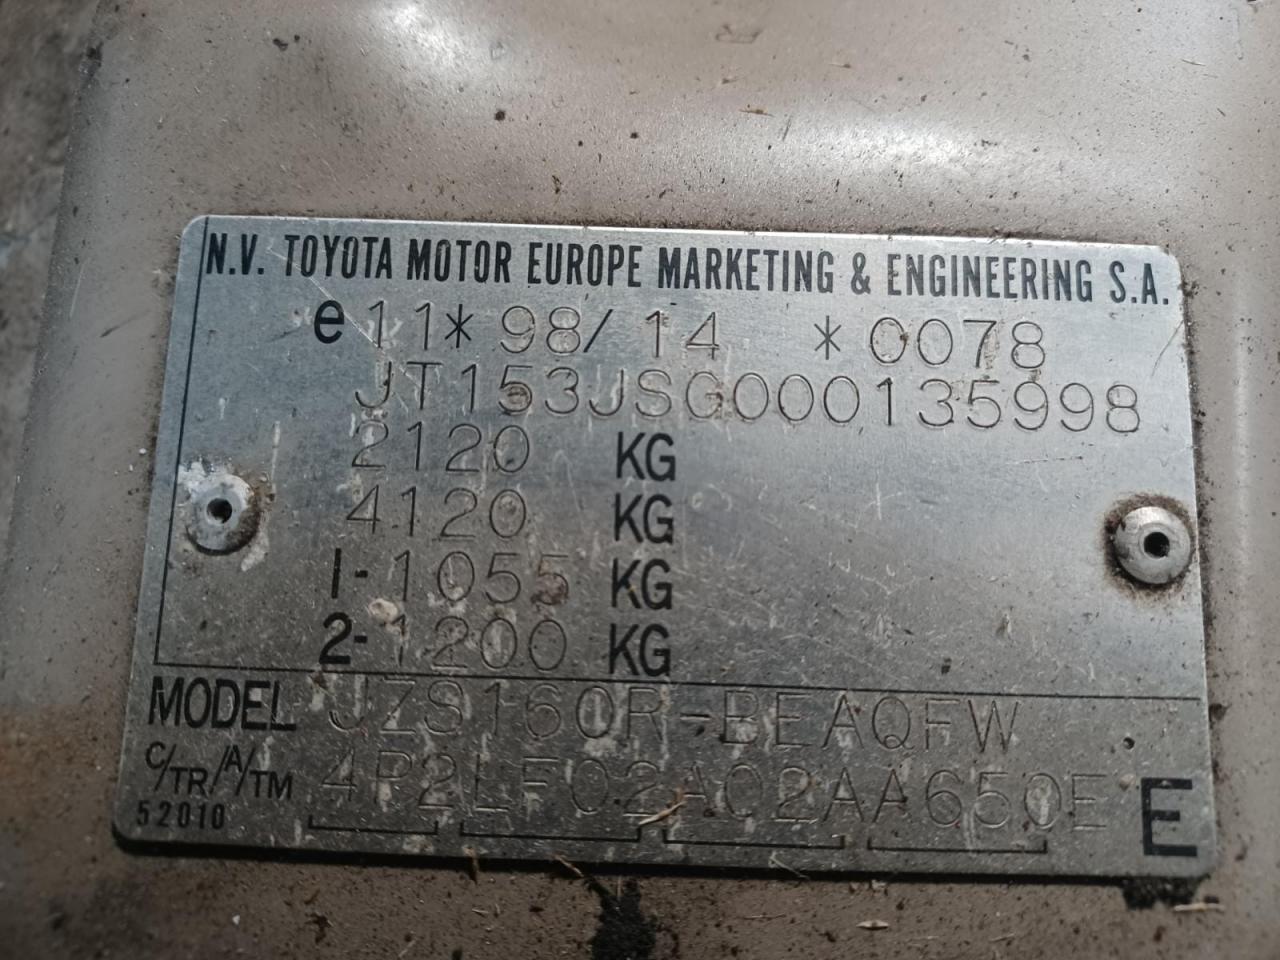 N.V. TOYOTA MOTOR EUROPE MARKETING & ENGINEERING S.A.
e11*98/14 *0078
JT153JSG000135998
2120 KG
4120 KG
1-1055 KG
2-1200 KG
MODEL JZS160R-BEAQFW
C/TR/A/TM 4P2LF02A02AA650E
52010 E